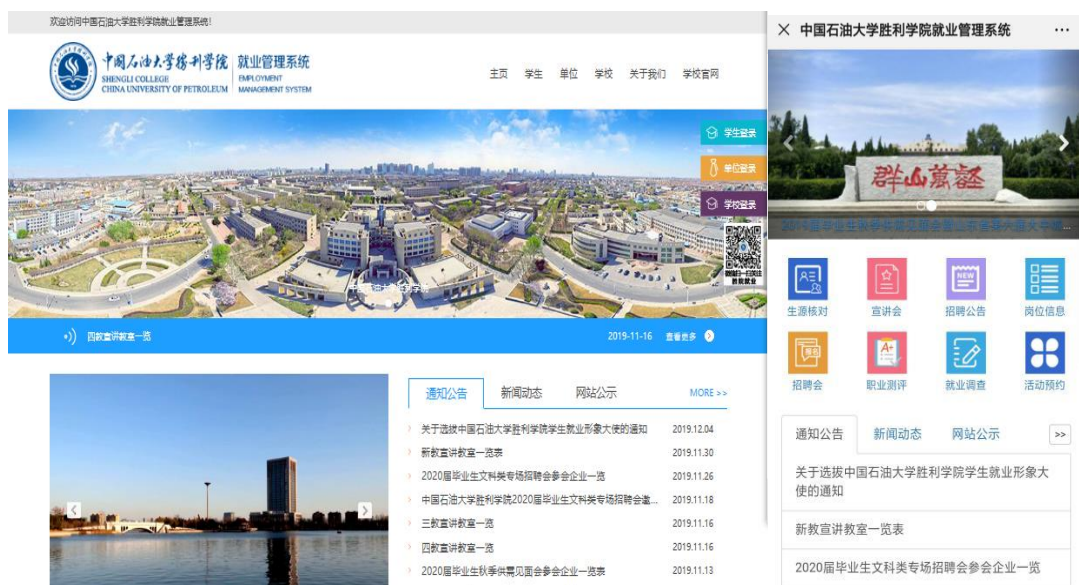 欢迎访问中国石油大学胜利学院就业管理系统!
中国石油大学胜利学院
SHENGLI COLLEGE
CHINA UNIVERSITY OF PETROLEUM
就业管理系统
EMPLOYMENT
MANAGEMENT SYSTEM
主页 学生 单位 学校 关于我们 学校官网
学生登录
单位登录
学校登录
中国石油大学胜利学院
四教宣讲教室一览 2019-11-16 查看更多
通知公告 新闻动态 网站公示 MORE >>
关于选拔中国石油大学胜利学院学生就业形象大使的通知 2019.12.04
新教宣讲教室一览表 2019.11.30
2020届毕业生文科类专场招聘会参会企业一览 2019.11.26
中国石油大学胜利学院2020届毕业生文科类专场招聘会邀... 2019.11.18
三教宣讲教室一览 2019.11.16
四教宣讲教室一览 2019.11.16
2020届毕业生秋季供需见面会参会企业一览表 2019.11.13
中国石油大学胜利学院就业管理系统
生源核对 宣讲会 招聘公告 岗位信息
招聘会 职业测评 就业调查 活动预约
通知公告 新闻动态 网站公示 >>
关于选拔中国石油大学胜利学院学生就业形象大
使的通知
新教宣讲教室一览表
2020届毕业生文科类专场招聘会参会企业一览